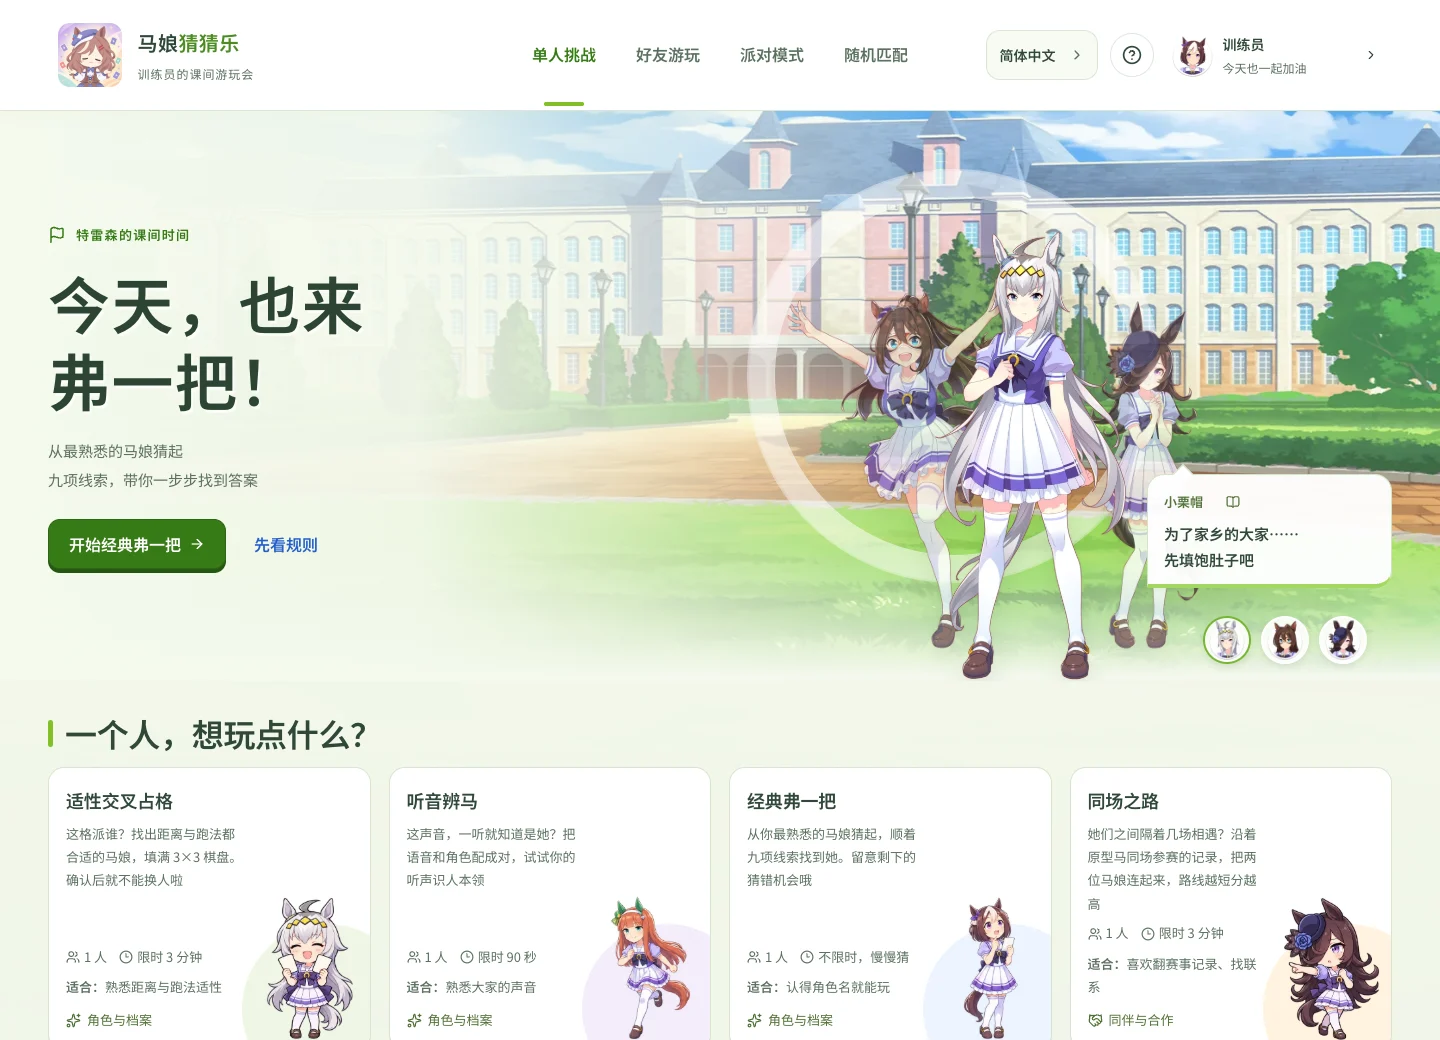 马娘猜猜乐
训练员的课间游玩会
单人挑战
好友游玩
派对模式
随机匹配
简体中文
训练员
今天也一起加油
特雷森的课间时间
今天，也来
弗一把！
从最熟悉的马娘猜起
九项线索，带你一步步找到答案
开始经典弗一把
先看规则
小栗帽
为了家乡的大家……
先填饱肚子吧
一个人，想玩点什么？
适性交叉占格
这格派谁？找出距离与跑法都
合适的马娘，填满 3×3 棋盘。
确认后就不能换人啦
1 人
限时 3 分钟
适合：熟悉距离与跑法适性
角色与档案
听音辨马
这声音，一听就知道是她？把
语音和角色配成对，试试你的
听声识人本领
1 人
限时 90 秒
适合：熟悉大家的声音
角色与档案
经典弗一把
从你最熟悉的马娘猜起，顺着
九项线索找到她。留意剩下的
猜错机会哦
1 人
不限时，慢慢猜
适合：认得角色名就能玩
角色与档案
同场之路
她们之间隔着几场相遇？沿着
原型马同场参赛的记录，把两
位马娘连起来，路线越短分越
高
1 人
限时 3 分钟
适合：喜欢翻赛事记录、找联
系
同伴与合作